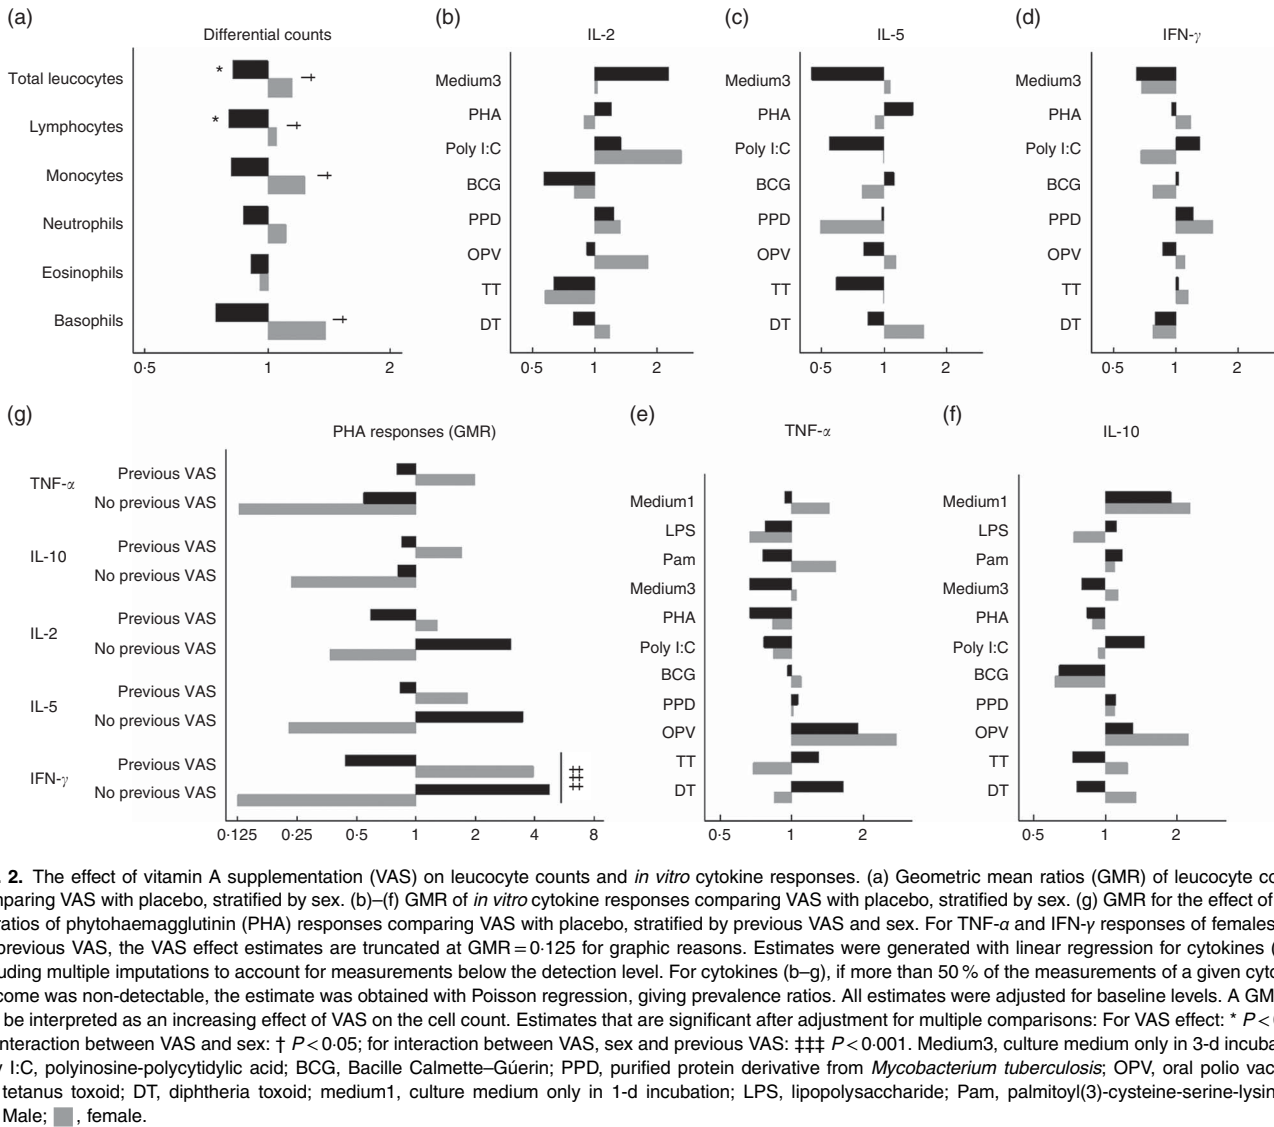 (a)
Differential counts
Total leucocytes
*
†
Lymphocytes
*
†
Monocytes
†
Neutrophils
Eosinophils
Basophils
†
0·5 1 2
(b)
IL-2
Medium3
PHA
Poly I:C
BCG
PPD
OPV
TT
DT
0·5 1 2
(c)
IL-5
Medium3
PHA
Poly I:C
BCG
PPD
OPV
TT
DT
0·5 1 2
(d)
IFN-γ
Medium3
PHA
Poly I:C
BCG
PPD
OPV
TT
DT
0·5 1 2
(g)
PHA responses (GMR)
TNF-α
Previous VAS
No previous VAS
IL-10
Previous VAS
No previous VAS
IL-2
Previous VAS
No previous VAS
IL-5
Previous VAS
No previous VAS
IFN-γ
Previous VAS
No previous VAS
‡‡‡
0·125 0·25 0·5 1 2 4 8
(e)
TNF-α
Medium1
LPS
Pam
Medium3
PHA
Poly I:C
BCG
PPD
OPV
TT
DT
0·5 1 2
(f)
IL-10
Medium1
LPS
Pam
Medium3
PHA
Poly I:C
BCG
PPD
OPV
TT
DT
0·5 1 2
. 2. The effect of vitamin A supplementation (VAS) on leucocyte counts and in vitro cytokine responses. (a) Geometric mean ratios (GMR) of leucocyte co
nparing VAS with placebo, stratified by sex. (b)–(f) GMR of in vitro cytokine responses comparing VAS with placebo, stratified by sex. (g) GMR for the effect of
ratios of phytohaemagglutinin (PHA) responses comparing VAS with placebo, stratified by previous VAS and sex. For TNF-α and IFN-γ responses of females
previous VAS, the VAS effect estimates are truncated at GMR = 0·125 for graphic reasons. Estimates were generated with linear regression for cytokines (
uding multiple imputations to account for measurements below the detection level. For cytokines (b–g), if more than 50 % of the measurements of a given cyto
come was non-detectable, the estimate was obtained with Poisson regression, giving prevalence ratios. All estimates were adjusted for baseline levels. A GM
be interpreted as an increasing effect of VAS on the cell count. Estimates that are significant after adjustment for multiple comparisons: For VAS effect: * P < 
nteraction between VAS and sex: † P < 0·05; for interaction between VAS, sex and previous VAS: ‡‡‡ P < 0·001. Medium3, culture medium only in 3-d incuba
y I:C, polyinosine-polycytidylic acid; BCG, Bacille Calmette–Gúerin; PPD, purified protein derivative from Mycobacterium tuberculosis; OPV, oral polio vac
tetanus toxoid; DT, diphtheria toxoid; medium1, culture medium only in 1-d incubation; LPS, lipopolysaccharide; Pam, palmitoyl(3)-cysteine-serine-lysin
Male; , female.